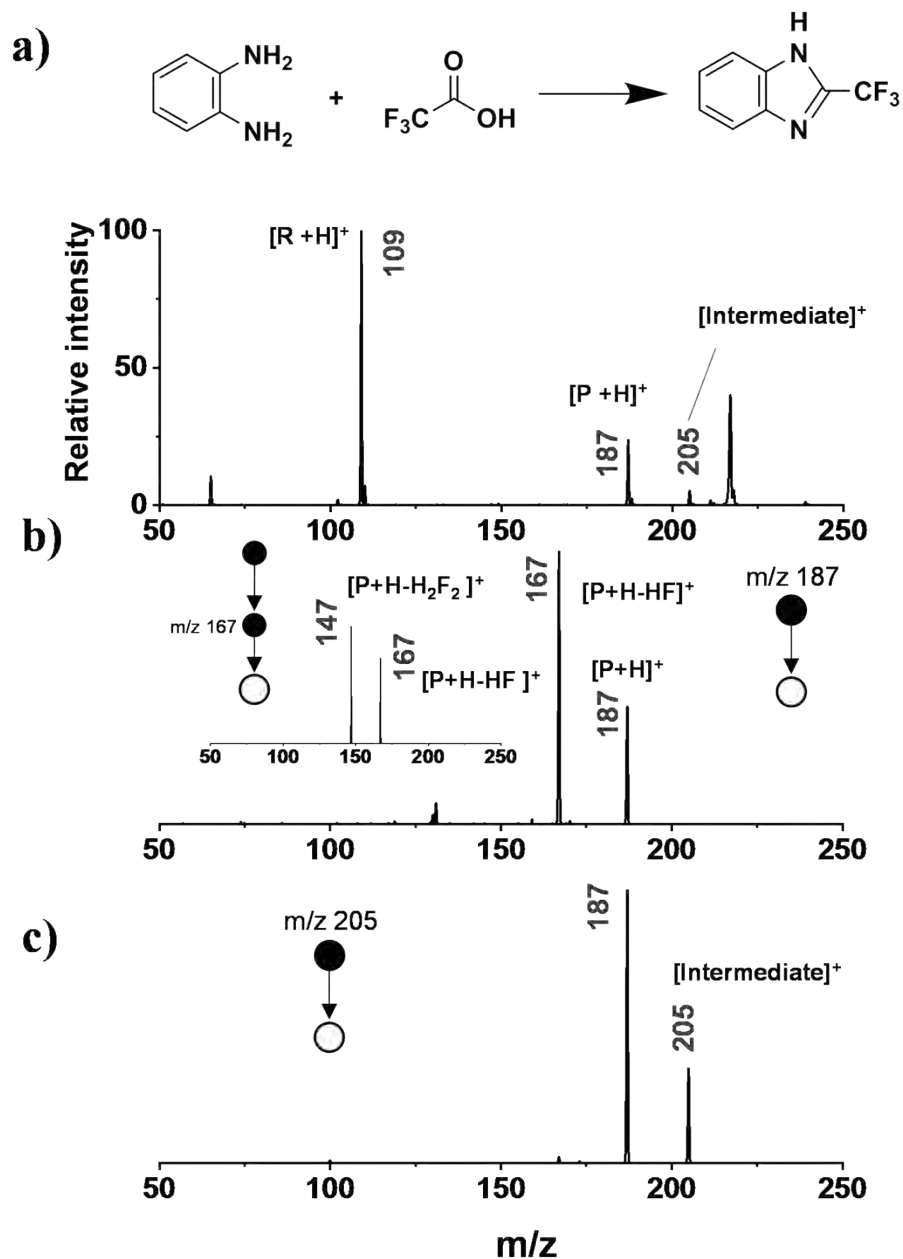 a)
NH₂
NH₂
+
O
F₃C
OH
H
N
N
CF₃
Relative intensity
100
50
0
[R +H]⁺
109
[Intermediate]⁺
[P +H]⁺
187
205
50 100 150 200 250
b)
m/z 167
[P+H-H₂F₂ ]⁺
147
167
[P+H-HF ]⁺
50 100 150 200 250
167
[P+H-HF]⁺
[P+H]⁺
187
m/z 187
50 100 150 200 250
c)
m/z 205
187
[Intermediate]⁺
205
50 100 150 200 250
m/z